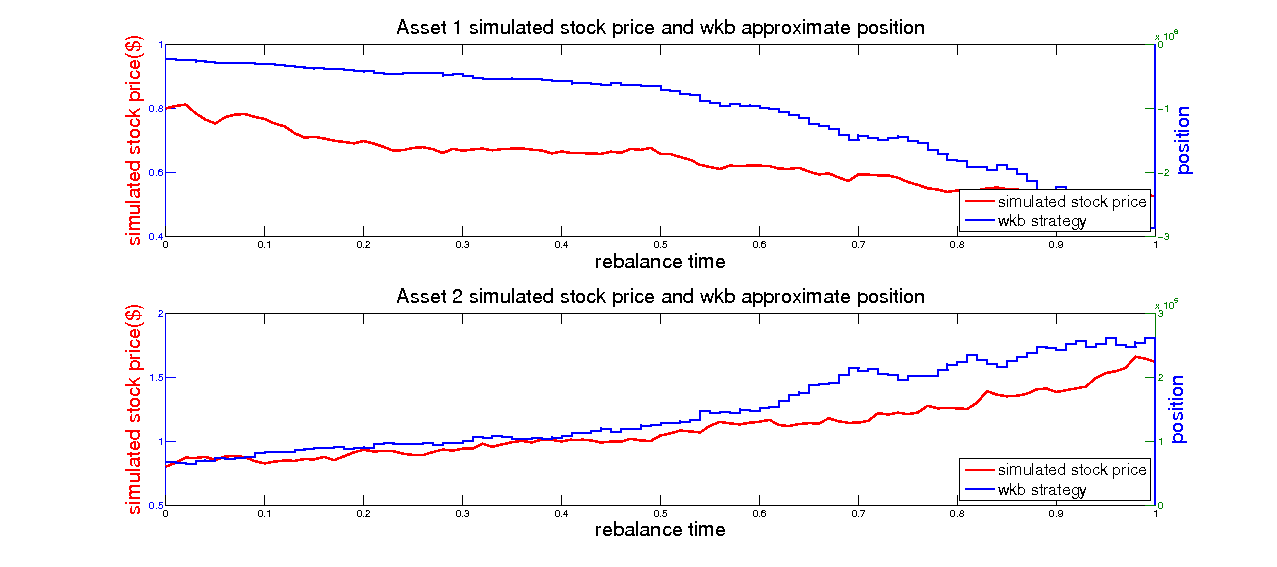 Asset 1 simulated stock price and wkb approximate position
x 10
1
0.8
0.6
0.4
0
-1
-2
-3
simulated stock price($)
position
simulated stock price
wkb strategy
0 0.1 0.2 0.3 0.4 0.5 0.6 0.7 0.8 0.9 1
rebalance time
Asset 2 simulated stock price and wkb approximate position
x 10
2
1.5
1
0.5
3
2
1
0
simulated stock price($)
position
simulated stock price
wkb strategy
0 0.1 0.2 0.3 0.4 0.5 0.6 0.7 0.8 0.9 1
rebalance time